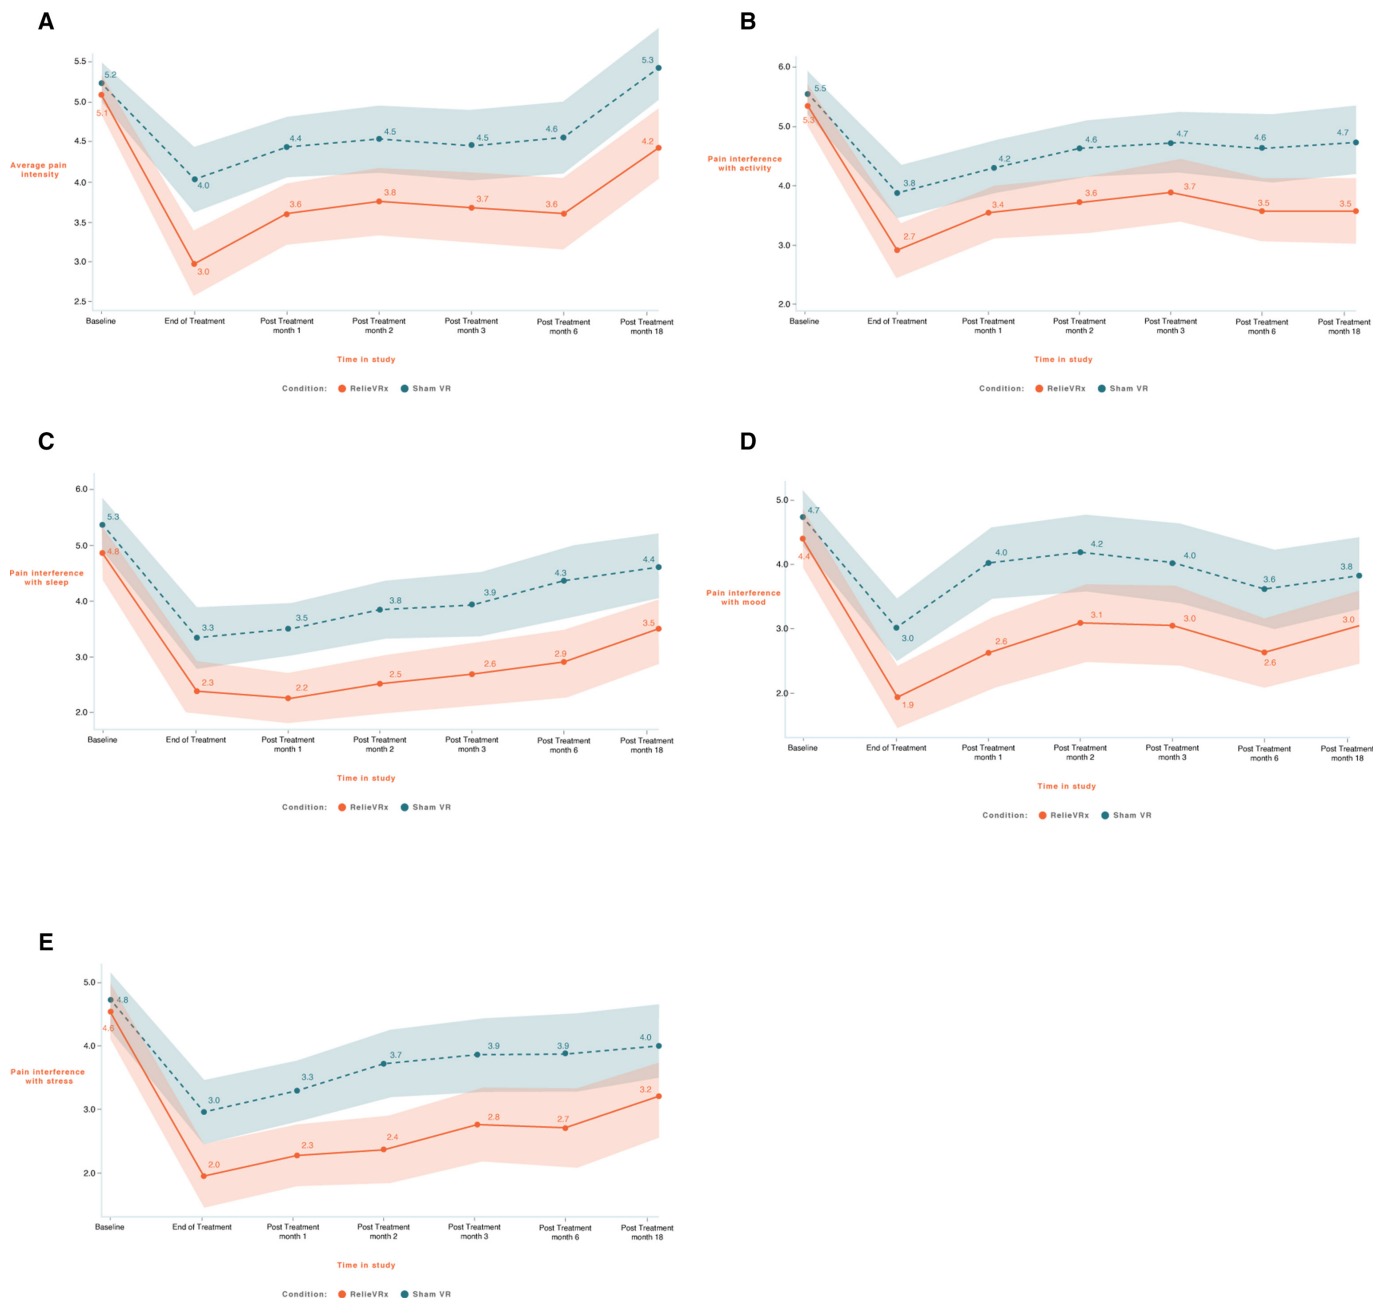 A
5.5
5.0
4.5
4.0
3.5
3.0
2.5
Average pain
intensity
5.2
4.0
4.4
4.5
4.5
4.6
5.3
5.1
3.0
3.6
3.8
3.7
3.6
4.2
Baseline
End of Treatment
Post Treatment
month 1
Post Treatment
month 2
Post Treatment
month 3
Post Treatment
month 6
Post Treatment
month 18
Time in study
Condition: RelieVRx Sham VR
B
6.0
5.0
4.0
3.0
2.0
Pain interference
with activity
5.5
3.8
4.2
4.6
4.7
4.6
4.7
5.3
2.7
3.4
3.6
3.7
3.5
3.5
Baseline
End of Treatment
Post Treatment
month 1
Post Treatment
month 2
Post Treatment
month 3
Post Treatment
month 6
Post Treatment
month 18
Time in study
Condition: RelieVRx Sham VR
C
6.0
5.0
4.0
3.0
2.0
Pain interference
with sleep
5.3
3.3
3.5
3.8
3.9
4.3
4.4
4.8
2.3
2.2
2.5
2.6
2.9
3.5
Baseline
End of Treatment
Post Treatment
month 1
Post Treatment
month 2
Post Treatment
month 3
Post Treatment
month 6
Post Treatment
month 18
Time in study
Condition: RelieVRx Sham VR
D
5.0
4.0
3.0
2.0
Pain interference
with mood
4.7
3.0
4.0
4.2
4.0
3.6
3.8
4.4
1.9
2.6
3.1
3.0
2.6
3.0
Baseline
End of Treatment
Post Treatment
month 1
Post Treatment
month 2
Post Treatment
month 3
Post Treatment
month 6
Post Treatment
month 18
Time in study
Condition: RelieVRx Sham VR
E
5.0
4.0
3.0
2.0
Pain interference
with stress
4.8
3.0
3.3
3.7
3.9
3.9
4.0
4.6
2.0
2.3
2.4
2.8
2.7
3.2
Baseline
End of Treatment
Post Treatment
month 1
Post Treatment
month 2
Post Treatment
month 3
Post Treatment
month 6
Post Treatment
month 18
Time in study
Condition: RelieVRx Sham VR